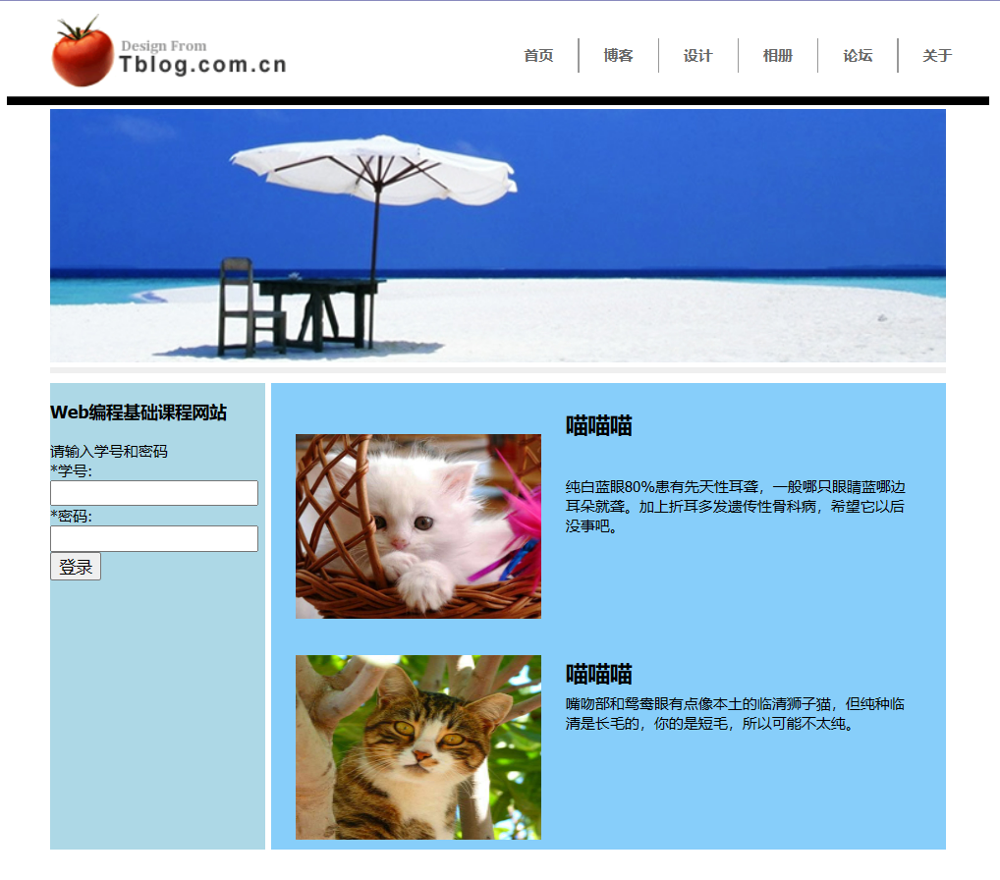 Design From
Tblog.com.cn
首页 博客 设计 相册 论坛 关于
Web编程基础课程网站
请输入学号和密码
*学号:
*密码:
登录
喵喵喵
纯白蓝眼80%患有先天性耳聋，一般哪只眼睛蓝哪边
耳朵就聋。加上折耳多发遗传性骨科病，希望它以后
没事吧。
喵喵喵
嘴吻部和鸳鸯眼有点像本土的临清狮子猫，但纯种临
清是长毛的，你的是短毛，所以可能不太纯。